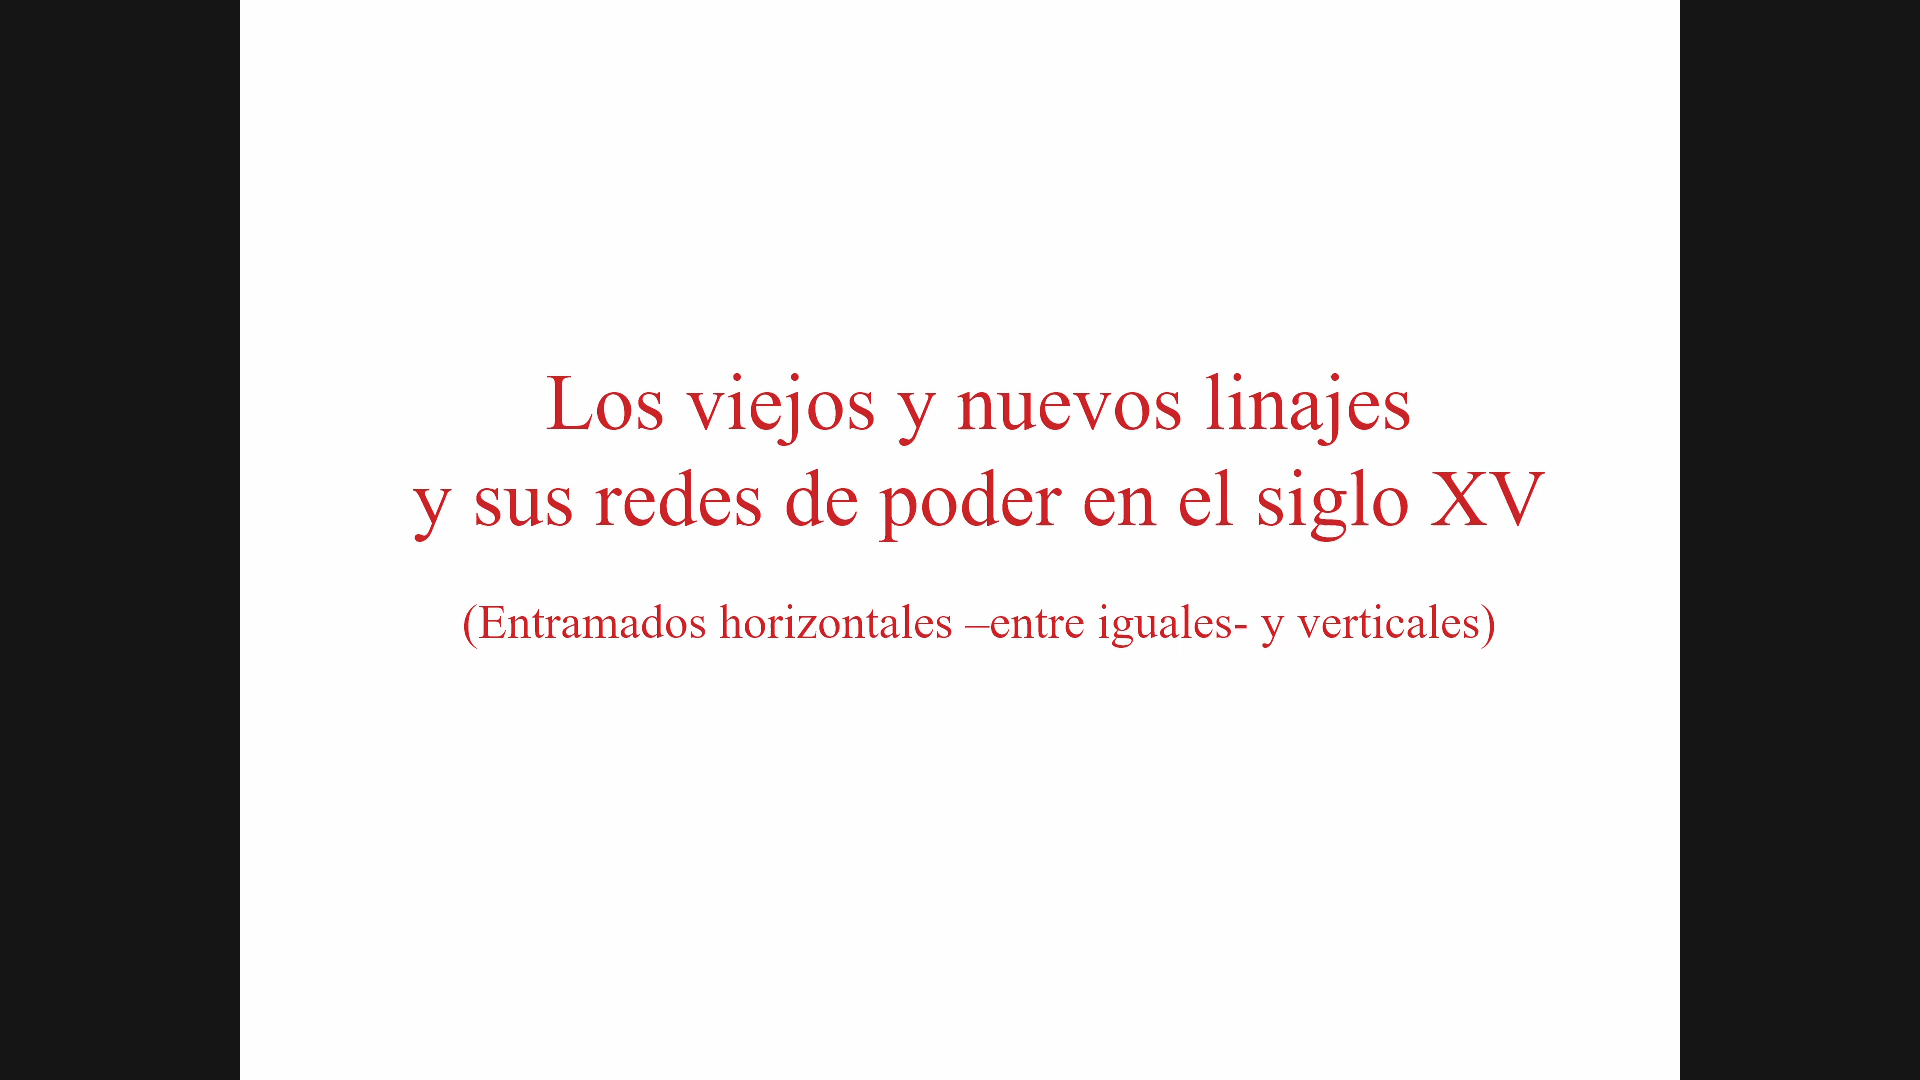 Los viejos y nuevos linajes
y sus redes de poder en el siglo XV
(Entramados horizontales –entre iguales- y verticales)